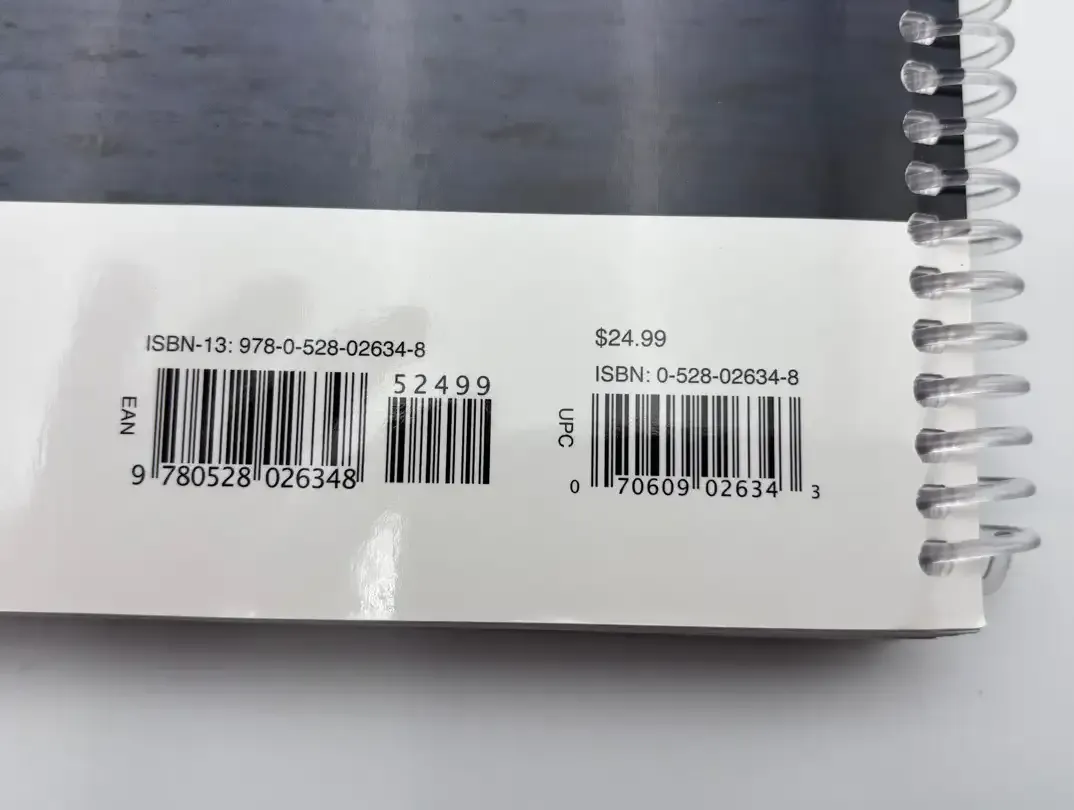 ISBN-13: 978-0-528-02634-8
52499
EAN
9 780528 026348
$24.99
ISBN: 0-528-02634-8
UPC
0 70609 02634 3